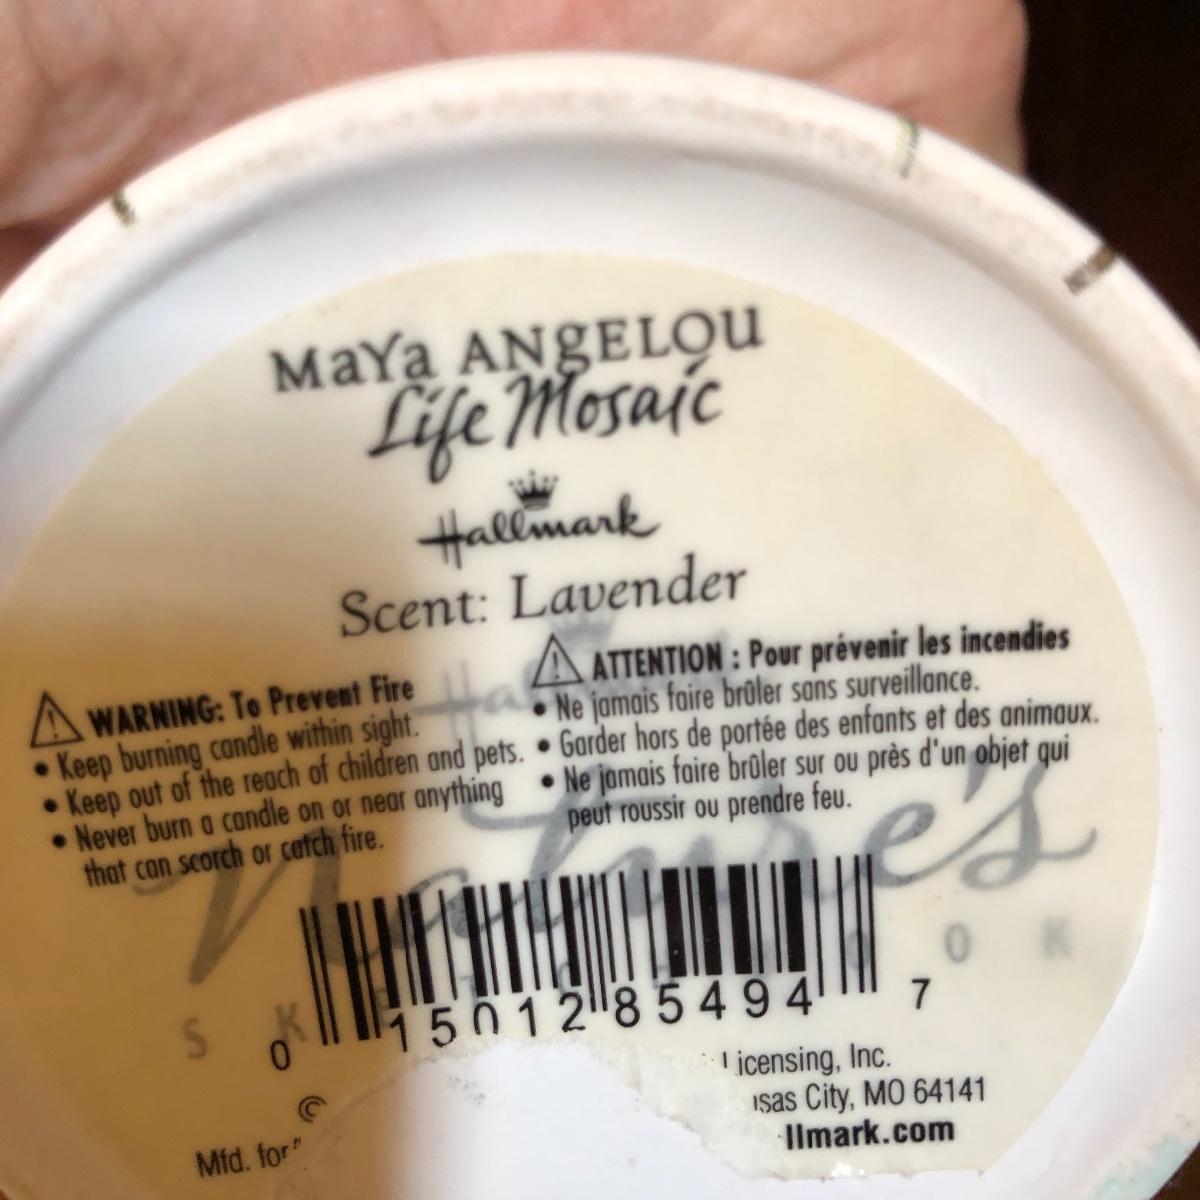 MaYa ANgELOU
Life Mosaic
Hallmark
Scent: Lavender
WARNING: To Prevent Fire
• Keep burning candle within sight.
• Keep out of the reach of children and pets.
• Never burn a candle on or near anything
that can scorch or catch fire.
ATTENTION : Pour prévenir les incendies
• Ne jamais faire brûler sans surveillance.
• Garder hors de portée des enfants et des animaux.
• Ne jamais faire brûler sur ou près d'un objet qui
peut roussir ou prendre feu.
Hallmark
Nature's
0 15012 85494 7
©
Licensing, Inc.
Mfd. for
City, MO 64141
llmark.com